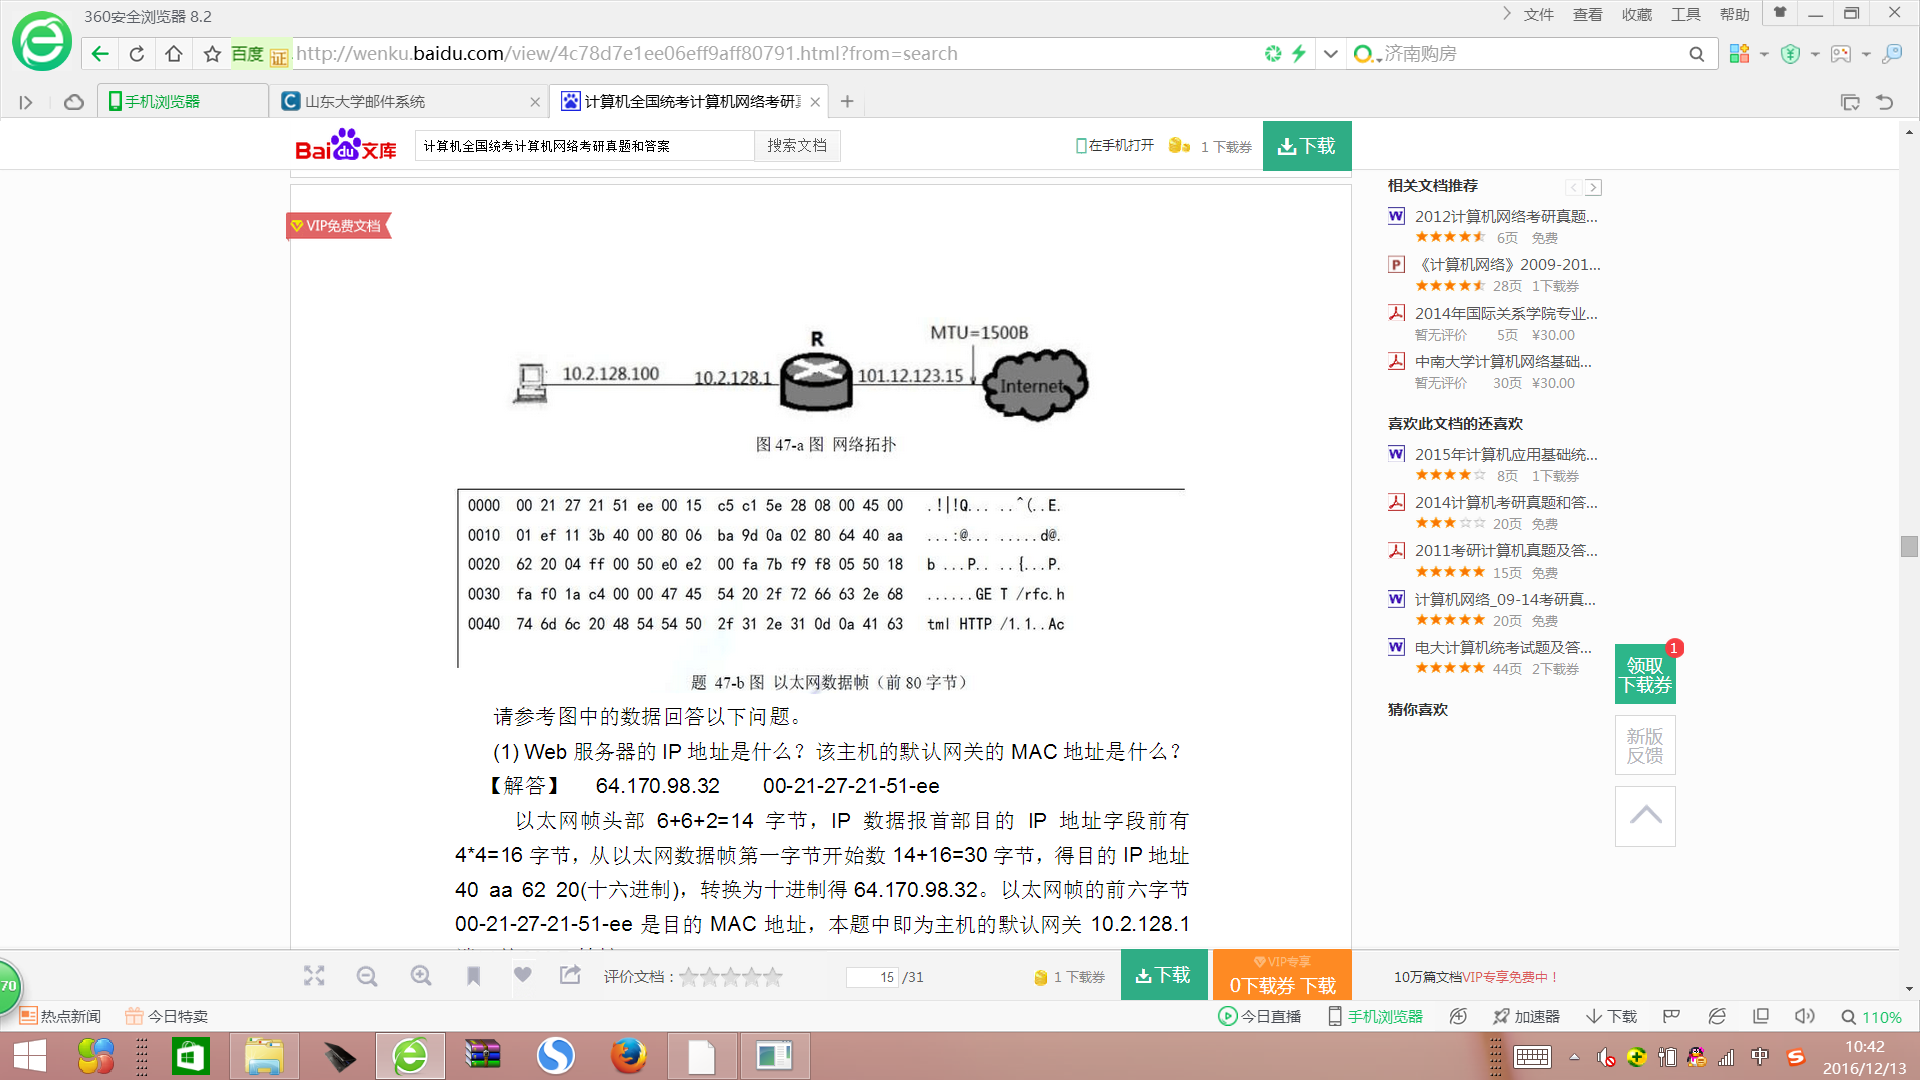 360安全浏览器 8.2
文件 查看 收藏 工具 帮助
百度 证 http://wenku.baidu.com/view/4c78d7e1ee06eff9aff80791.html?from=search
济南购房
手机浏览器
山东大学邮件系统
计算机全国统考计算机网络考研真
Bai du 文库
计算机全国统考计算机网络考研真题和答案
搜索文档
在手机打开
1 下载券
下载
VIP免费文档
R
MTU=1500B
10.2.128.100
10.2.128.1
101.12.123.15
Internet
图 47-a 图 网络拓扑
0000 00 21 27 21 51 ee 00 15 c5 c1 5e 28 08 00 45 00 .!|!Q... ..^(..E.
0010 01 ef 11 3b 40 00 80 06 ba 9d 0a 02 80 64 40 aa ...:@... .....d@.
0020 62 20 04 ff 00 50 e0 e2 00 fa 7b f9 f8 05 50 18 b ...P.. ..{...P.
0030 fa f0 1a c4 00 00 47 45 54 20 2f 72 66 63 2e 68 ......GE T /rfc.h
0040 74 6d 6c 20 48 54 54 50 2f 31 2e 31 0d 0a 41 63 tml HTTP /1.1..Ac
题 47-b 图 以太网数据帧（前 80 字节）
请参考图中的数据回答以下问题。
(1) Web 服务器的 IP 地址是什么？该主机的默认网关的 MAC 地址是什么？
【解答】 64.170.98.32 00-21-27-21-51-ee
以太网帧头部 6+6+2=14 字节，IP 数据报首部目的 IP 地址字段前有
4*4=16 字节，从以太网数据帧第一字节开始数 14+16=30 字节，得目的 IP 地址
40 aa 62 20(十六进制)，转换为十进制得 64.170.98.32。以太网帧的前六字节
00-21-27-21-51-ee 是目的 MAC 地址，本题中即为主机的默认网关 10.2.128.1
相关文档推荐
2012计算机网络考研真题...
6页 免费
《计算机网络》2009-201...
28页 1下载券
2014年国际关系学院专业...
暂无评价 5页 ¥30.00
中南大学计算机网络基础...
暂无评价 30页 ¥30.00
喜欢此文档的还喜欢
2015年计算机应用基础统...
8页 1下载券
2014计算机考研真题和答...
20页 免费
2011考研计算机真题及答...
15页 免费
计算机网络_09-14考研真...
20页 免费
电大计算机统考试题及答...
44页 2下载券
猜你喜欢
1
领取
下载券
新版
反馈
70
评价文档：
15 /31
1 下载券
下载
VIP专享
0下载券 下载
10万篇文档VIP专享免费中！
热点新闻
今日特卖
今日直播
手机浏览器
加速器
下载
110%
中
10:42
2016/12/13